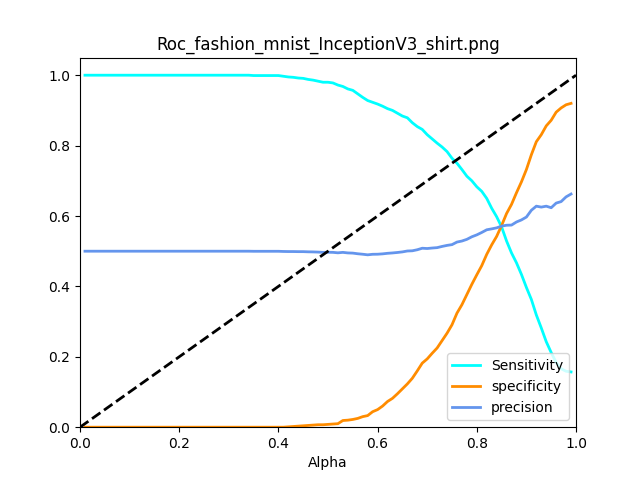 Roc_fashion_mnist_InceptionV3_shirt.png
1.0
0.8
0.6
0.4
0.2
0.0
0.0 0.2 0.4 0.6 0.8 1.0
Alpha
Sensitivity
specificity
precision